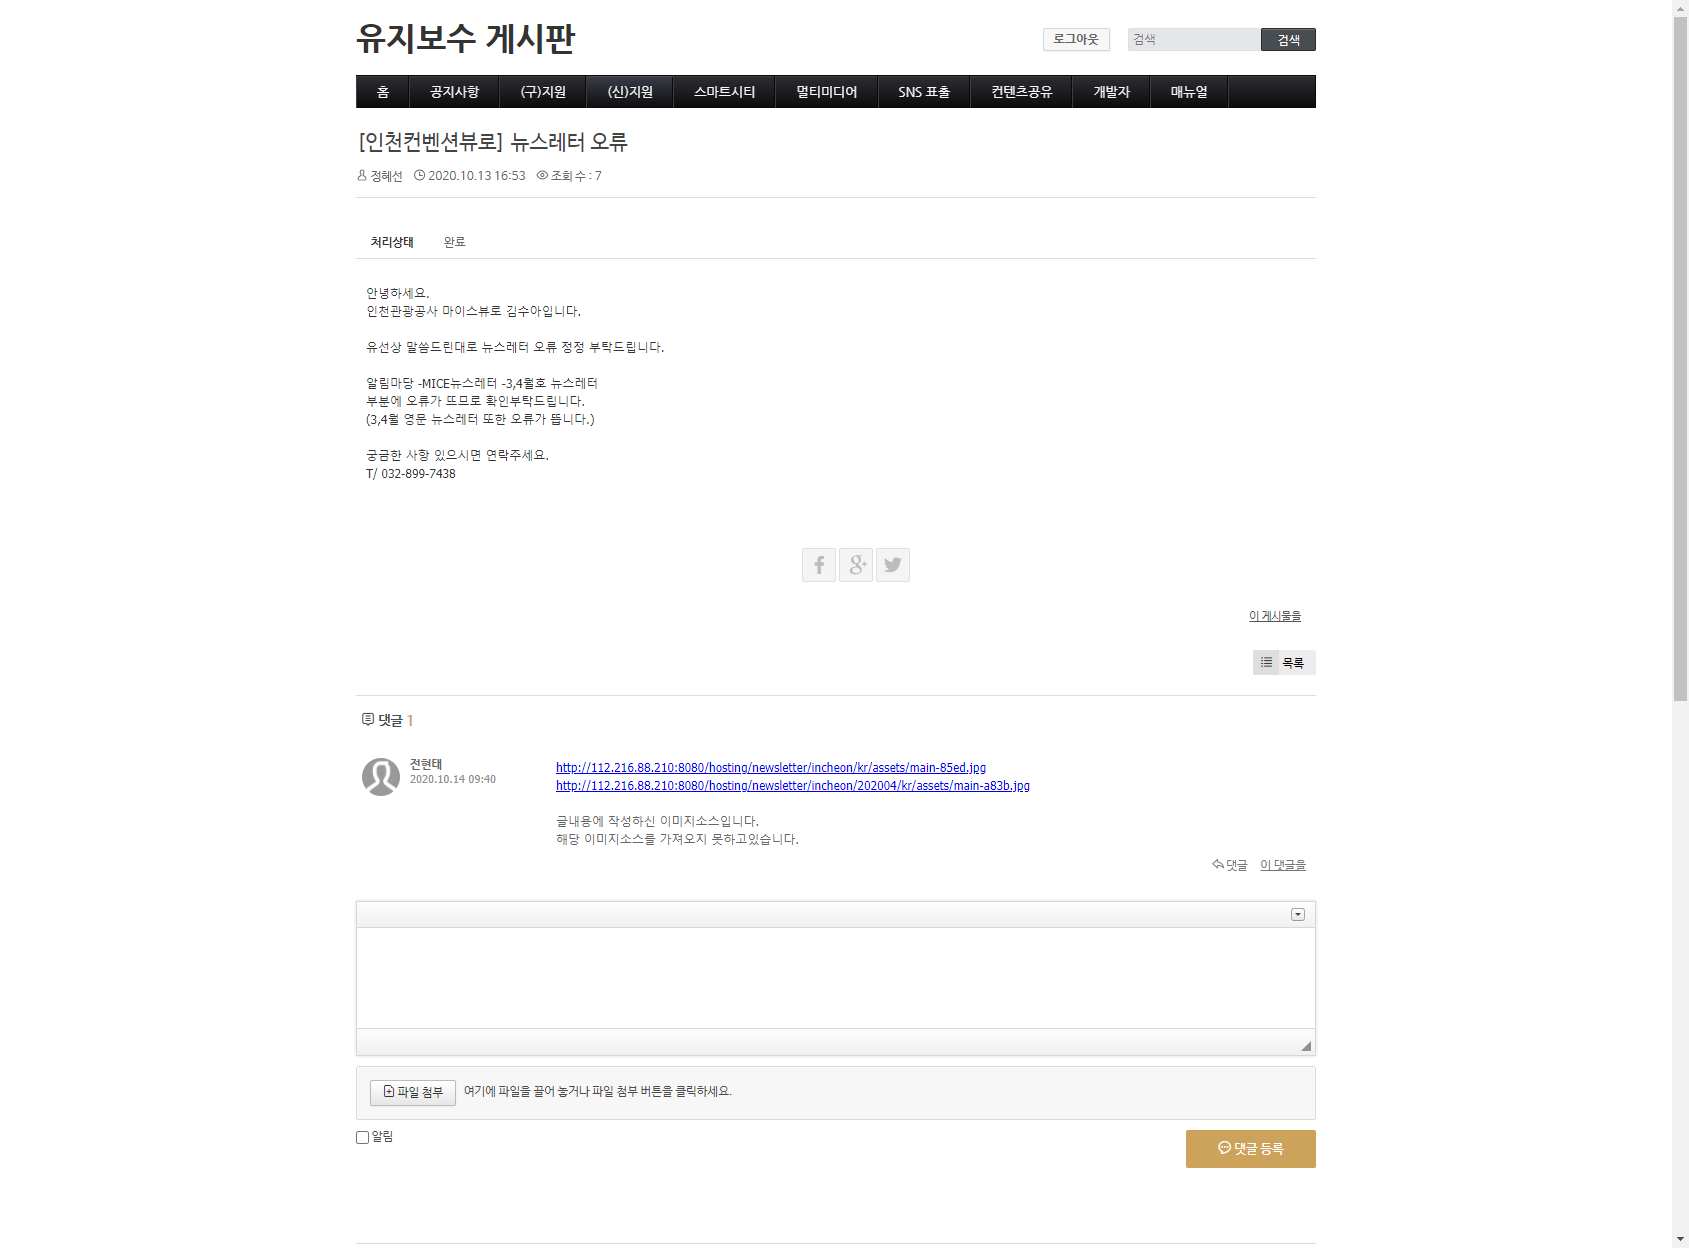 유지보수 게시판
로그아웃
검색
검색
홈 공지사항 (구)지원 (신)지원 스마트시티 멀티미디어 SNS 표출 컨텐츠공유 개발자 매뉴얼
[인천컨벤션뷰로] 뉴스레터 오류
정혜선 2020.10.13 16:53 조회 수 : 7
처리상태 완료
안녕하세요.
인천관광공사 마이스뷰로 김수아입니다.
유선상 말씀드린대로 뉴스레터 오류 정정 부탁드립니다.
알림마당 -MICE뉴스레터 -3,4월호 뉴스레터
부분에 오류가 뜨므로 확인부탁드립니다.
(3,4월 영문 뉴스레터 또한 오류가 뜹니다.)
궁금한 사항 있으시면 연락주세요.
T/ 032-899-7438
이 게시물을
목록
댓글 1
전현태
2020.10.14 09:40
http://112.216.88.210:8080/hosting/newsletter/incheon/kr/assets/main-85ed.jpg
http://112.216.88.210:8080/hosting/newsletter/incheon/202004/kr/assets/main-a83b.jpg
글내용에 작성하신 이미지소스입니다.
해당 이미지소스를 가져오지 못하고있습니다.
댓글 이 댓글을
파일 첨부 여기에 파일을 끌어 놓거나 파일 첨부 버튼을 클릭하세요.
알림
댓글 등록